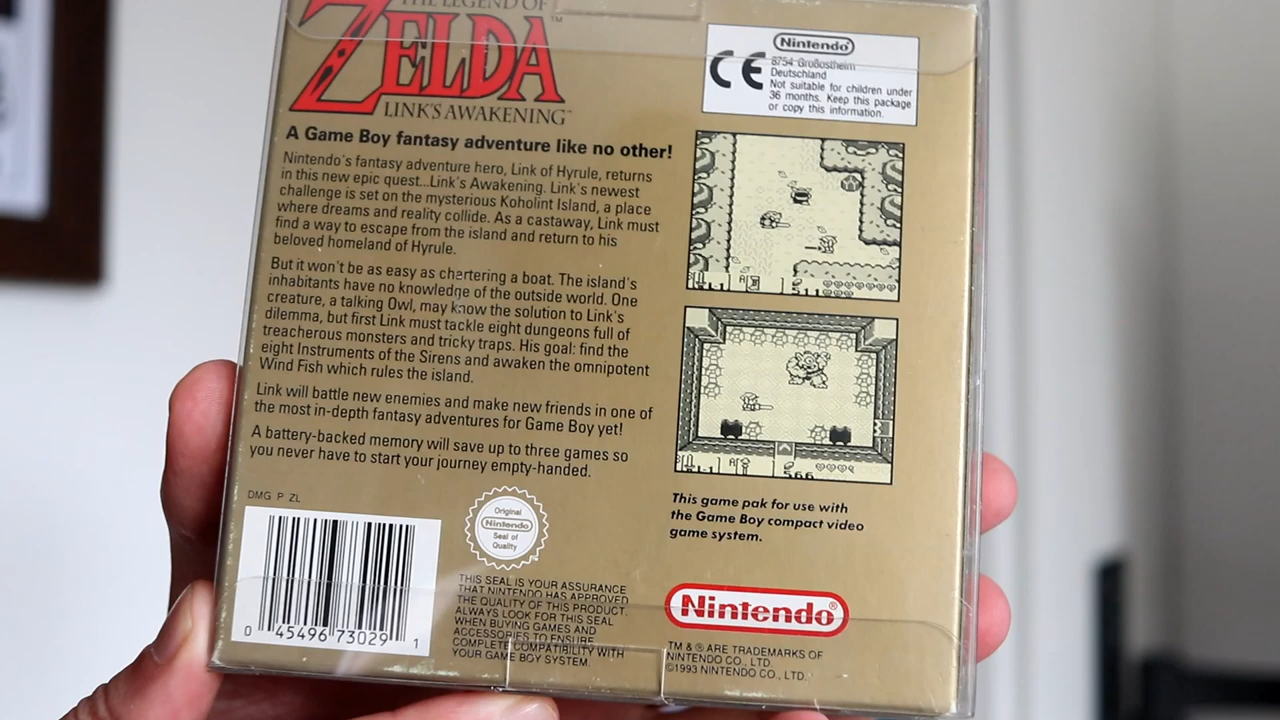 THE LEGEND OF
ZELDA™
LINK'S AWAKENING™
A Game Boy fantasy adventure like no other!
Nintendo's fantasy adventure hero, Link of Hyrule, returns
in this new epic quest...Link's Awakening. Link's newest
challenge is set on the mysterious Koholint Island, a place
where dreams and reality collide. As a castaway, Link must
find a way to escape from the island and return to his
beloved homeland of Hyrule.
But it won't be as easy as chartering a boat. The island's
inhabitants have no knowledge of the outside world. One
creature, a talking Owl, may know the solution to Link's
dilemma, but first Link must tackle eight dungeons full of
treacherous monsters and tricky traps. His goal: find the
eight Instruments of the Sirens and awaken the omnipotent
Wind Fish which rules the island.
Link will battle new enemies and make new friends in one of
the most in-depth fantasy adventures for Game Boy yet!
A battery-backed memory will save up to three games so
you never have to start your journey empty-handed.
DMG P ZL
0 45496 73029 1
Original
Nintendo
Seal of
Quality
THIS SEAL IS YOUR ASSURANCE
THAT NINTENDO HAS APPROVED
THE QUALITY OF THIS PRODUCT.
ALWAYS LOOK FOR THIS SEAL
WHEN BUYING GAMES AND
ACCESSORIES TO ENSURE
COMPLETE COMPATIBILITY WITH
YOUR GAME BOY SYSTEM.
CE
Nintendo
8754 Großostheim
Deutschland
Not suitable for children under
36 months. Keep this package
or copy this information.
This game pak for use with
the Game Boy compact video
game system.
Nintendo®
TM & ® ARE TRADEMARKS OF
NINTENDO CO., LTD.
©1993 NINTENDO CO., LTD.